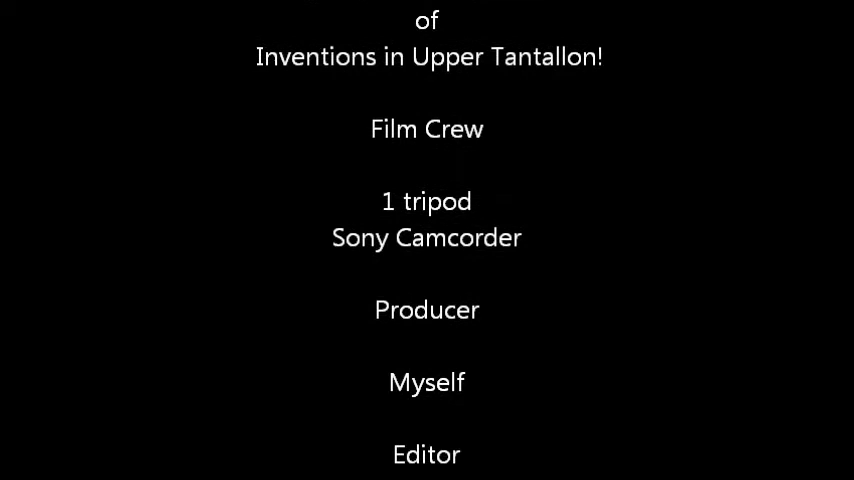 of
Inventions in Upper Tantallon!
Film Crew
1 tripod
Sony Camcorder
Producer
Myself
Editor